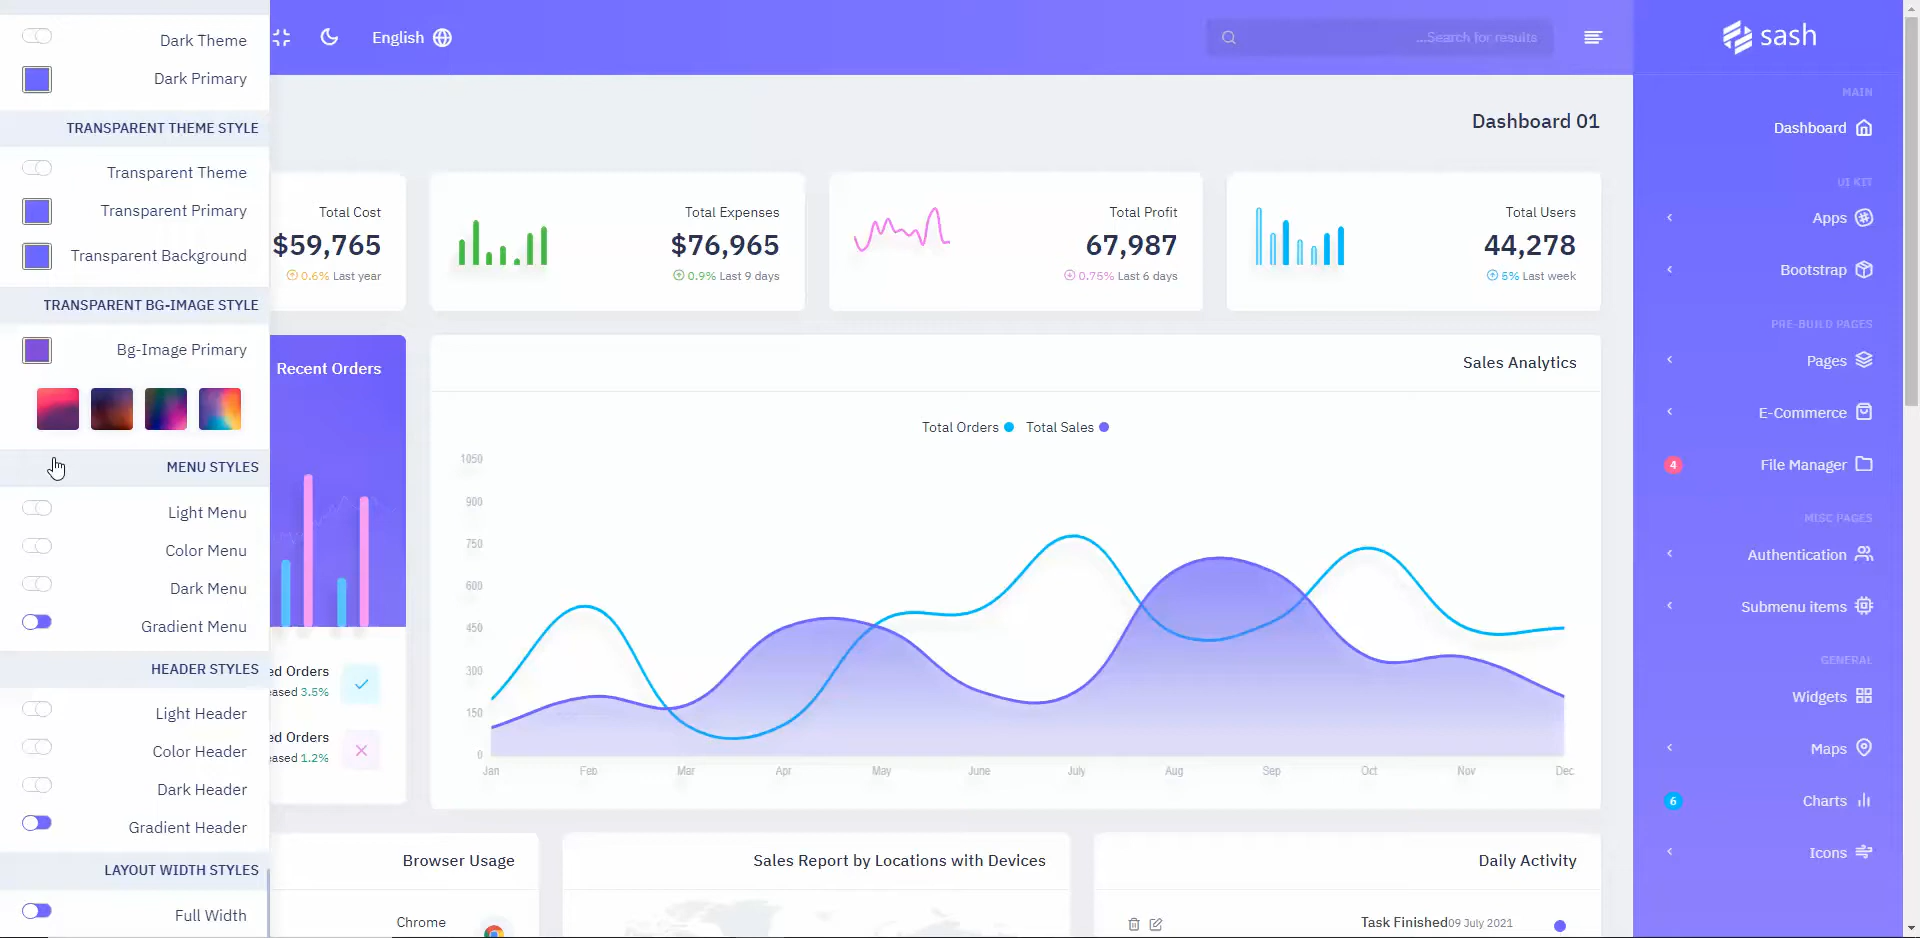 Dark Theme
Dark Primary
TRANSPARENT THEME STYLE
Transparent Theme
Transparent Primary
Transparent Background
TRANSPARENT BG-IMAGE STYLE
Bg-Image Primary
MENU STYLES
Light Menu
Color Menu
Dark Menu
Gradient Menu
HEADER STYLES
Light Header
Color Header
Dark Header
Gradient Header
LAYOUT WIDTH STYLES
Full Width
English
...Search for results
Dashboard 01
Total Cost
$59,765
0.6% Last year
Total Expenses
$76,965
0.9% Last 9 days
Total Profit
67,987
0.75% Last 6 days
Total Users
44,278
5% Last week
Recent Orders
ed Orders
eased 3.5%
ed Orders
eased 1.2%
Sales Analytics
Total Orders Total Sales
1050
900
750
600
450
300
150
0
Jan Feb Mar Apr May June July Aug Sep Oct Nov Dec
Browser Usage
Chrome
Sales Report by Locations with Devices
Daily Activity
Task Finished 09 July 2021
sash
MAIN
Dashboard
UI KIT
Apps
Bootstrap
PRE-BUILD PAGES
Pages
E-Commerce
4 File Manager
MISC PAGES
Authentication
Submenu items
GENERAL
Widgets
Maps
6 Charts
Icons